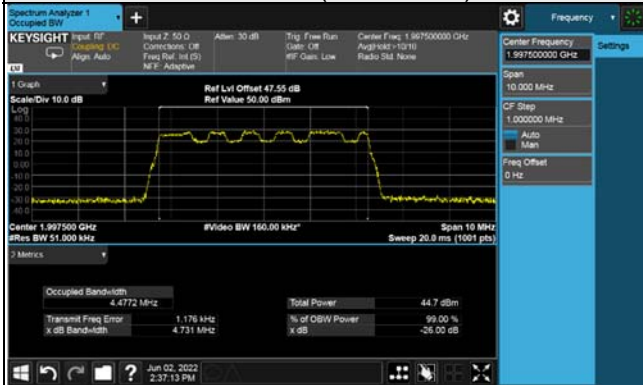 Spectrum Analyzer 1
Occupied BW
+
Frequency
KEYSIGHT
Input: RF
Coupling: DC
Align: Auto
Input Z: 50 Ω
Corrections: Off
Freq Ref: Int (S)
NFE: Adaptive
Atten: 30 dB
Trig: Free Run
Gate: Off
#IF Gain: Low
Center Freq: 1.997500000 GHz
Avg|Hold:>10/10
Radio Std: None
LM
Center Frequency
1.997500000 GHz
Settings
Span
10.000 MHz
CF Step
1.000000 MHz
Auto
Man
Freq Offset
0 Hz
1 Graph
Scale/Div 10.0 dB
Ref Lvl Offset 47.55 dB
Ref Value 50.00 dBm
Log
40.0
30.0
20.0
10.0
0.00
-10.0
-20.0
-30.0
-40.0
Center 1.997500 GHz
#Res BW 51.000 kHz
#Video BW 160.00 kHz*
Span 10 MHz
Sweep 20.0 ms (1001 pts)
2 Metrics
Occupied Bandwidth
4.4772 MHz
Total Power
44.7 dBm
Transmit Freq Error
1.176 kHz
% of OBW Power
99.00 %
x dB Bandwidth
4.731 MHz
x dB
-26.00 dB
?
Jun 02, 2022
2:37:13 PM